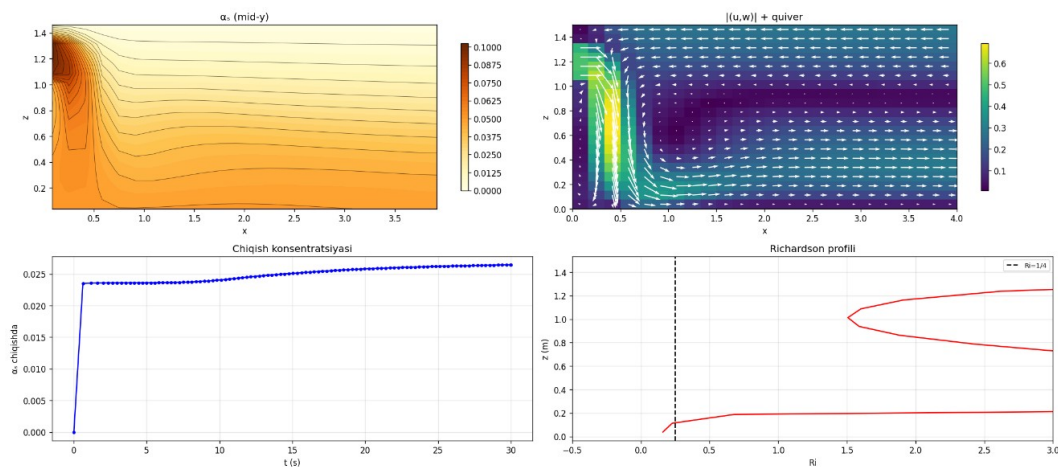 αₛ (mid-y)
z
1.4
1.2
1.0
0.8
0.6
0.4
0.2
0.5 1.0 1.5 2.0 2.5 3.0 3.5
x
0.1000
0.0875
0.0750
0.0625
0.0500
0.0375
0.0250
0.0125
0.0000
|(u,w)| + quiver
z
1.4
1.2
1.0
0.8
0.6
0.4
0.2
0.0
0.0 0.5 1.0 1.5 2.0 2.5 3.0 3.5 4.0
x
0.6
0.5
0.4
0.3
0.2
0.1
Chiqish konsentratsiyasi
αₛ chiqishda
0.025
0.020
0.015
0.010
0.005
0.000
0 5 10 15 20 25 30
t (s)
Richardson profili
z (m)
1.4
1.2
1.0
0.8
0.6
0.4
0.2
0.0
−0.5 0.0 0.5 1.0 1.5 2.0 2.5 3.0
Ri
Ri=1/4